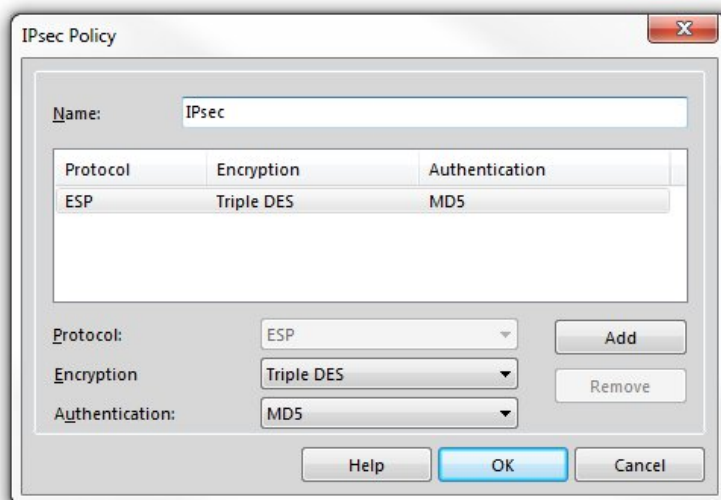 IPsec Policy
Name: IPsec
Protocol Encryption Authentication
ESP Triple DES MD5
Protocol: ESP Add
Encryption Triple DES Remove
Authentication: MD5
Help OK Cancel